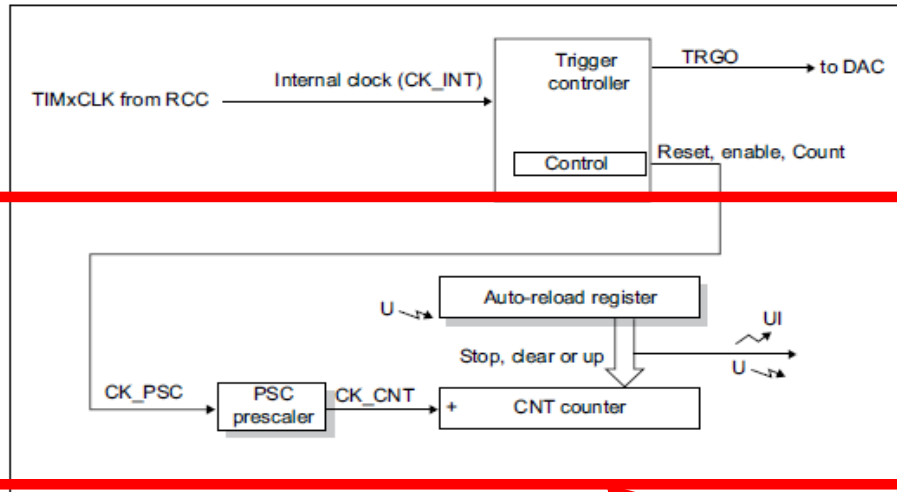 Trigger
controller
TRGO
to DAC
Internal clock (CK_INT)
TIMxCLK from RCC
Control
Reset, enable, Count
Auto-reload register
U
UI
Stop, clear or up
U
CK_PSC
PSC
prescaler
CK_CNT
+
CNT counter